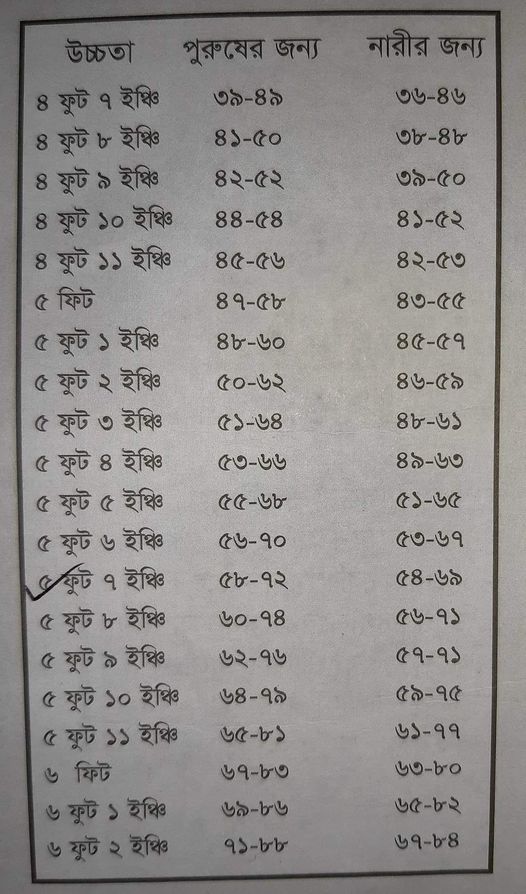 উচ্চতা পুরুষের জন্য নারীর জন্য
৪ ফুট ৭ ইঞ্চি ৩৯-৪৯ ৩৬-৪৬
৪ ফুট ৮ ইঞ্চি ৪১-৫০ ৩৮-৪৮
৪ ফুট ৯ ইঞ্চি ৪২-৫২ ৩৯-৫০
৪ ফুট ১০ ইঞ্চি ৪৪-৫৪ ৪১-৫২
৪ ফুট ১১ ইঞ্চি ৪৫-৫৬ ৪২-৫৩
৫ ফিট ৪৭-৫৮ ৪৩-৫৫
৫ ফুট ১ ইঞ্চি ৪৮-৬০ ৪৫-৫৭
৫ ফুট ২ ইঞ্চি ৫০-৬২ ৪৬-৫৯
৫ ফুট ৩ ইঞ্চি ৫১-৬৪ ৪৮-৬১
৫ ফুট ৪ ইঞ্চি ৫৩-৬৬ ৪৯-৬৩
৫ ফুট ৫ ইঞ্চি ৫৫-৬৮ ৫১-৬৫
৫ ফুট ৬ ইঞ্চি ৫৬-৭০ ৫৩-৬৭
৫ ফুট ৭ ইঞ্চি ৫৮-৭২ ৫৪-৬৯
৫ ফুট ৮ ইঞ্চি ৬০-৭৪ ৫৬-৭১
৫ ফুট ৯ ইঞ্চি ৬২-৭৬ ৫৭-৭১
৫ ফুট ১০ ইঞ্চি ৬৪-৭৯ ৫৯-৭৫
৫ ফুট ১১ ইঞ্চি ৬৫-৮১ ৬১-৭৭
৬ ফিট ৬৭-৮৩ ৬৩-৮০
৬ ফুট ১ ইঞ্চি ৬৯-৮৬ ৬৫-৮২
৬ ফুট ২ ইঞ্চি ৭১-৮৮ ৬৭-৮৪